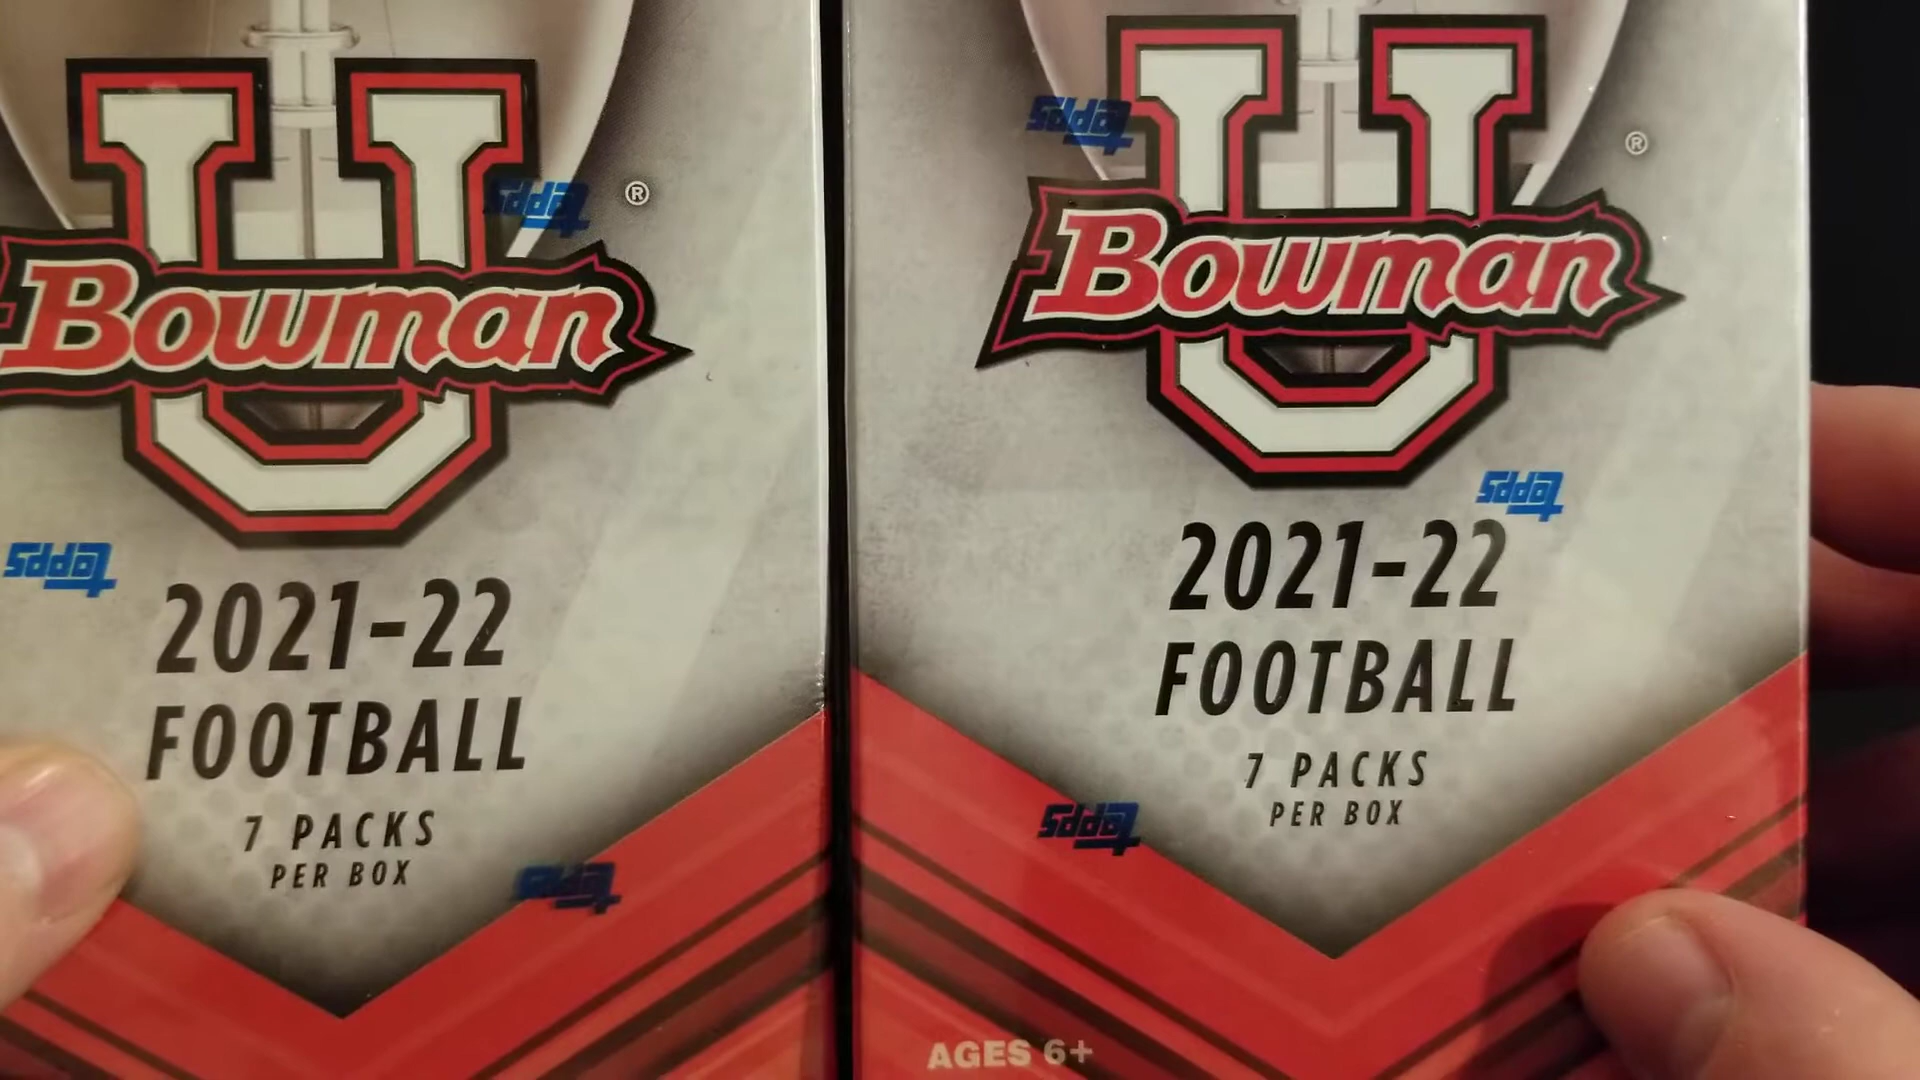 U
topps
®
Bowman
topps
2021-22
FOOTBALL
7 PACKS
PER BOX
topps
U
topps
®
Bowman
topps
2021-22
FOOTBALL
7 PACKS
PER BOX
topps
AGES 6+